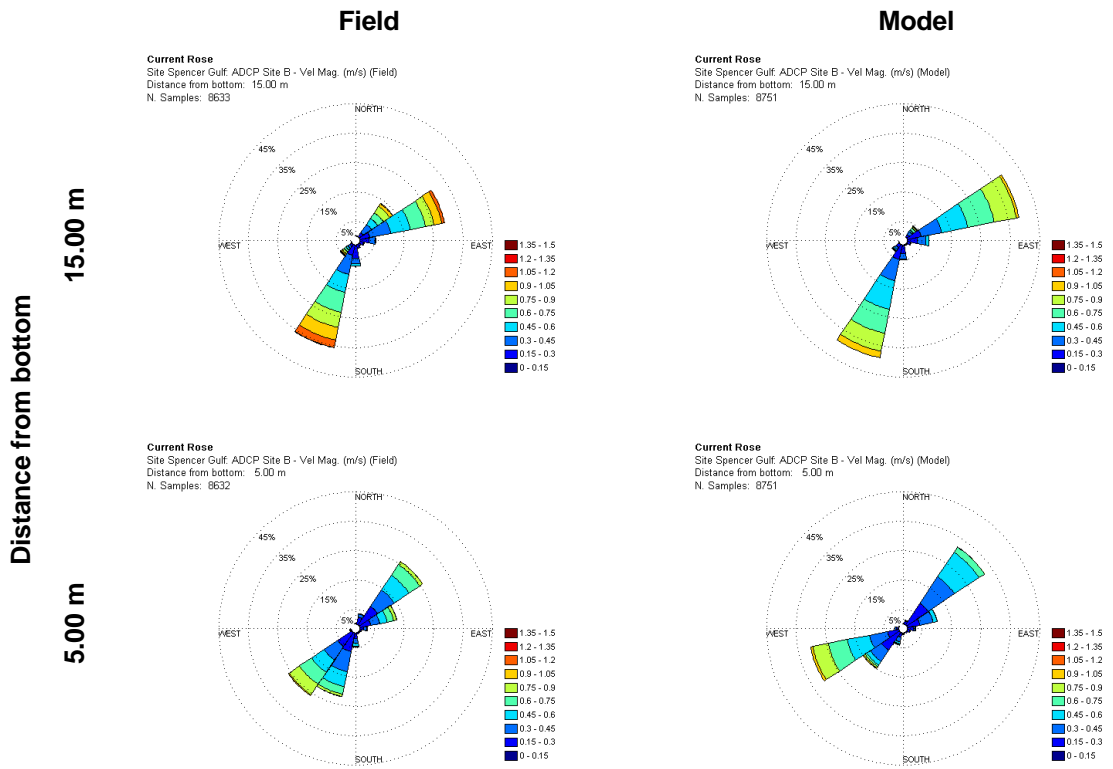 Field
Model
Current Rose
Site Spencer Gulf: ADCP Site B - Vel Mag. (m/s) (Field)
Distance from bottom: 15.00 m
N. Samples: 8633
NORTH
45%
35%
25%
15%
5%
WEST
EAST
SOUTH
1.35 - 1.5
1.2 - 1.35
1.05 - 1.2
0.9 - 1.05
0.75 - 0.9
0.6 - 0.75
0.45 - 0.6
0.3 - 0.45
0.15 - 0.3
0 - 0.15
Current Rose
Site Spencer Gulf: ADCP Site B - Vel Mag. (m/s) (Model)
Distance from bottom: 15.00 m
N. Samples: 8751
NORTH
45%
35%
25%
15%
5%
WEST
EAST
SOUTH
1.35 - 1.5
1.2 - 1.35
1.05 - 1.2
0.9 - 1.05
0.75 - 0.9
0.6 - 0.75
0.45 - 0.6
0.3 - 0.45
0.15 - 0.3
0 - 0.15
Distance from bottom
15.00 m
5.00 m
Current Rose
Site Spencer Gulf: ADCP Site B - Vel Mag. (m/s) (Field)
Distance from bottom: 5.00 m
N. Samples: 8632
NORTH
45%
35%
25%
15%
5%
WEST
EAST
SOUTH
1.35 - 1.5
1.2 - 1.35
1.05 - 1.2
0.9 - 1.05
0.75 - 0.9
0.6 - 0.75
0.45 - 0.6
0.3 - 0.45
0.15 - 0.3
0 - 0.15
Current Rose
Site Spencer Gulf: ADCP Site B - Vel Mag. (m/s) (Model)
Distance from bottom: 5.00 m
N. Samples: 8751
NORTH
45%
35%
25%
15%
5%
WEST
EAST
SOUTH
1.35 - 1.5
1.2 - 1.35
1.05 - 1.2
0.9 - 1.05
0.75 - 0.9
0.6 - 0.75
0.45 - 0.6
0.3 - 0.45
0.15 - 0.3
0 - 0.15